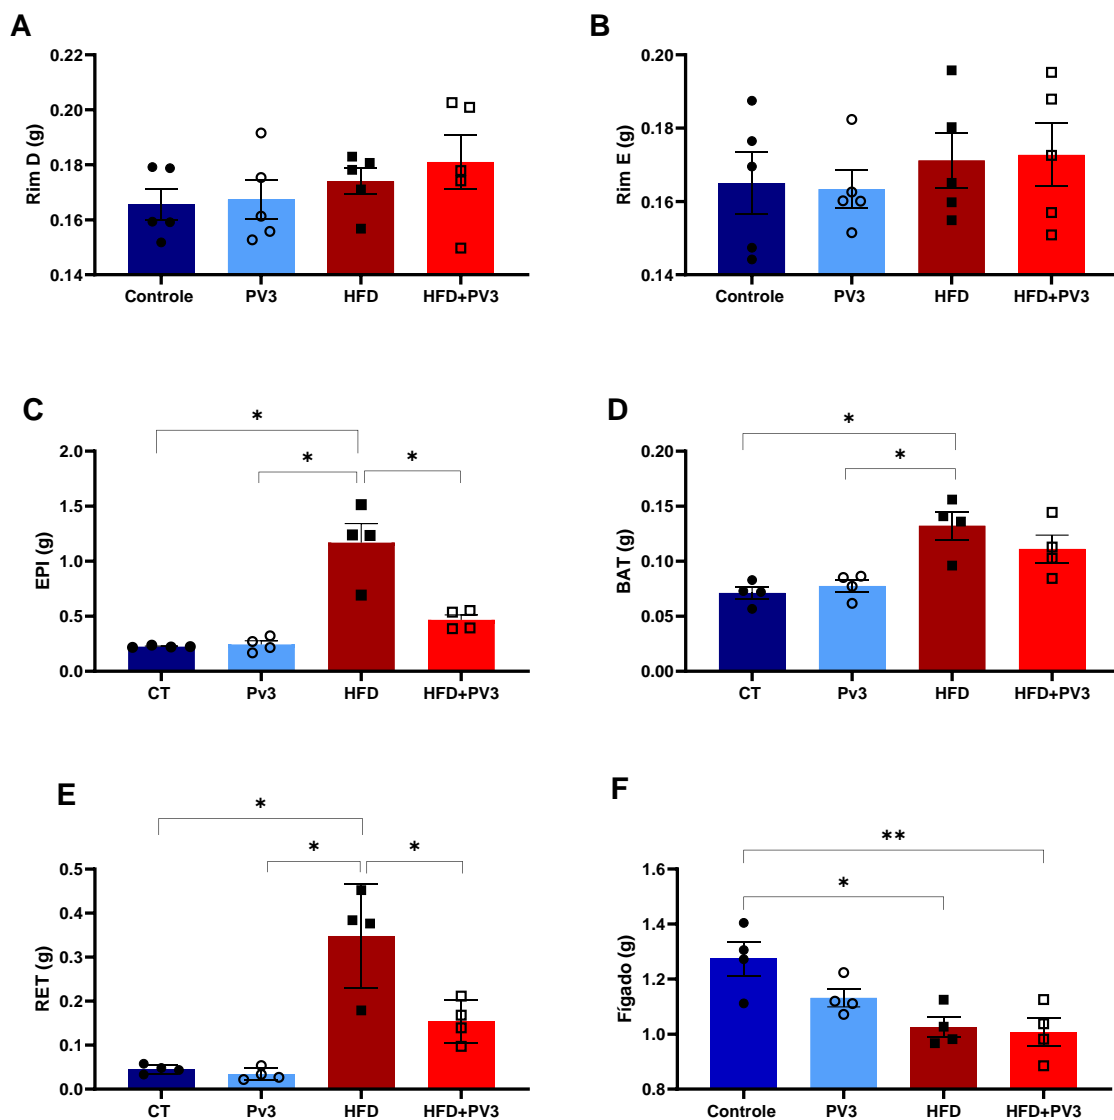 A
Rim D (g)
0.22
0.20
0.18
0.16
0.14
Controle PV3 HFD HFD+PV3
B
Rim E (g)
0.20
0.18
0.16
0.14
Controle PV3 HFD HFD+PV3
C
*
* *
EPI (g)
2.0
1.5
1.0
0.5
0.0
CT Pv3 HFD HFD+PV3
D
*
*
BAT (g)
0.20
0.15
0.10
0.05
0.00
CT Pv3 HFD HFD+PV3
E
*
* *
RET (g)
0.5
0.4
0.3
0.2
0.1
0.0
CT Pv3 HFD HFD+PV3
F
**
*
Fígado (g)
1.6
1.4
1.2
1.0
0.8
Controle PV3 HFD HFD+PV3